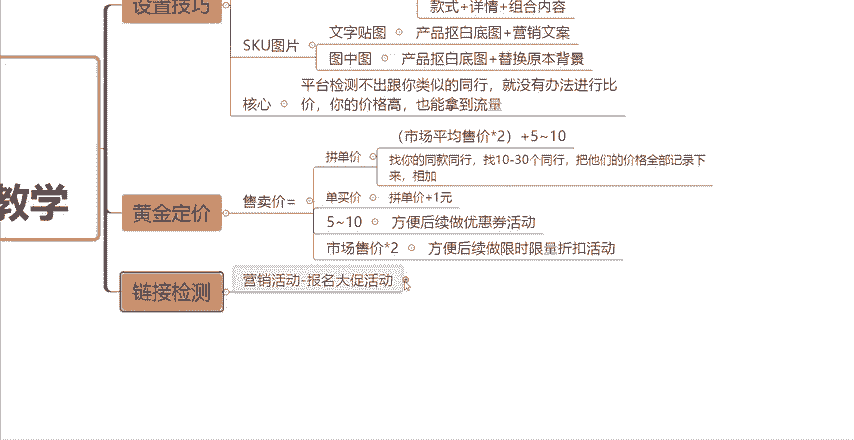 设置技巧
款式+详情+组合内容
SKU图片
文字贴图
产品抠白底图+营销文案
图中图
产品抠白底图+替换原本背景
核心
平台检测不出跟你类似的同行，就没有办法进行比
价，你的价格高，也能拿到流量
教学
黄金定价
售卖价=
拼单价
（市场平均售价*2）+5~10
找你的同款同行，找10-30个同行，把他们的价格全部记录下
来，相加
单买价
拼单价+1元
5~10
方便后续做优惠券活动
市场售价*2
方便后续做限时限量折扣活动
链接检测
营销活动-报名大促活动